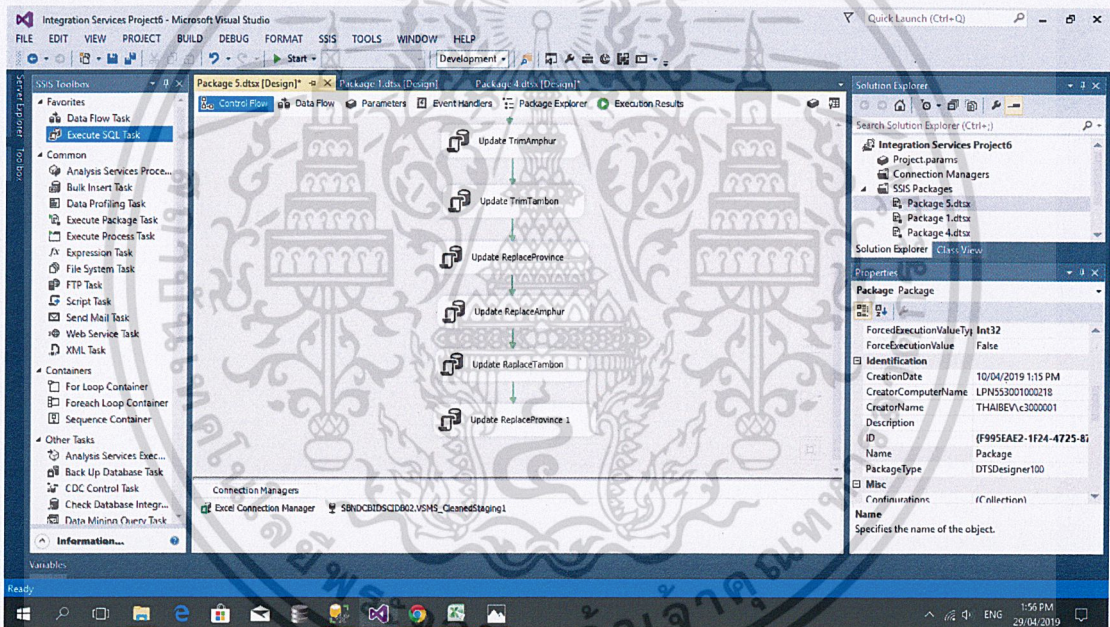 Integration Services Project6 - Microsoft Visual Studio
Quick Launch (Ctrl+Q)
FILE EDIT VIEW PROJECT BUILD DEBUG FORMAT SSIS TOOLS WINDOW HELP
Start
Development
Server Explorer
Toolbox
SSIS Toolbox
Favorites
Data Flow Task
Execute SQL Task
Common
Analysis Services Proce...
Bulk Insert Task
Data Profiling Task
Execute Package Task
Execute Process Task
Expression Task
File System Task
FTP Task
Script Task
Send Mail Task
Web Service Task
XML Task
Containers
For Loop Container
Foreach Loop Container
Sequence Container
Other Tasks
Analysis Services Exec...
Back Up Database Task
CDC Control Task
Check Database Integr...
Data Mining Query Task
Information...
Package 5.dtsx [Design]* Package 1.dtsx [Design] Package 4.dtsx [Design]*
Control Flow Data Flow Parameters Event Handlers Package Explorer Execution Results
Update TrimAmphur
Update TrimTambon
Update ReplaceProvince
Update ReplaceAmphur
Update RaplaceTambon
Update ReplaceProvince 1
Connection Managers
Excel Connection Manager SBNDCBIDSCIDB02.VSMS_CleanedStaging1
Solution Explorer
Search Solution Explorer (Ctrl+;)
Integration Services Project6
Project.params
Connection Managers
SSIS Packages
Package 5.dtsx
Package 1.dtsx
Package 4.dtsx
Solution Explorer Class View
Properties
Package Package
ForcedExecutionValueTyp Int32
ForceExecutionValue False
Identification
CreationDate 10/04/2019 1:15 PM
CreatorComputerName LPN553001000218
CreatorName THAIBEV\c3000001
Description
ID {F995EAE2-1F24-4725-87
Name Package
PackageType DTSDesigner100
Misc
Configurations (Collection)
Name
Specifies the name of the object.
Variables
Ready
ENG
1:56 PM
29/04/2019